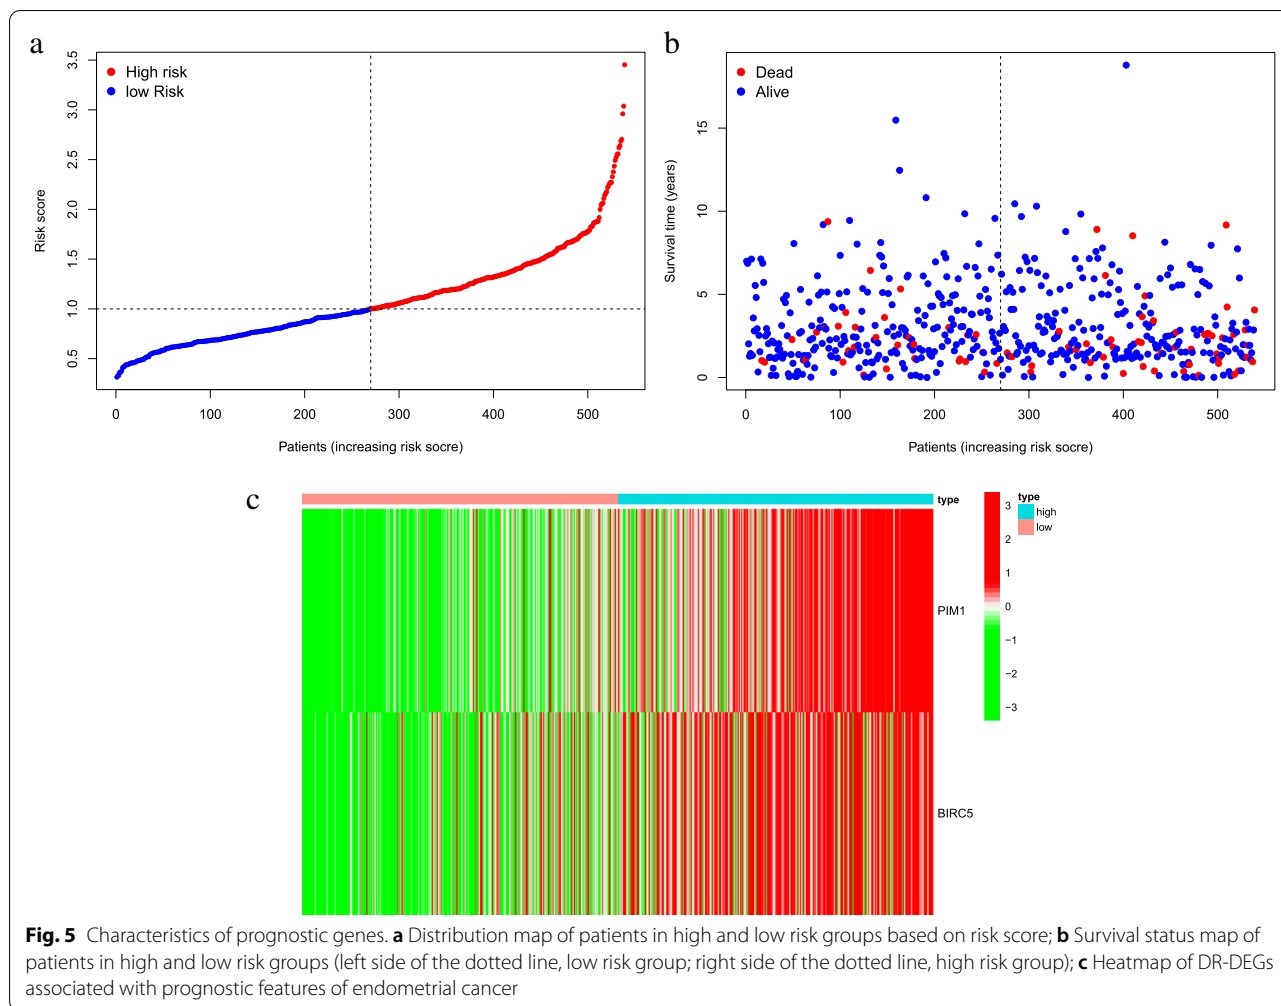 a
High risk
low Risk
3.5
3.0
2.5
2.0
1.5
1.0
0.5
Risk score
0 100 200 300 400 500
Patients (increasing risk socre)
b
Dead
Alive
15
10
5
0
Survival time (years)
0 100 200 300 400 500
Patients (increasing risk socre)
c
type
PIM1
BIRC5
3
2
1
0
−1
−2
−3
type
high
low
Fig. 5 Characteristics of prognostic genes. a Distribution map of patients in high and low risk groups based on risk score; b Survival status map of
patients in high and low risk groups (left side of the dotted line, low risk group; right side of the dotted line, high risk group); c Heatmap of DR-DEGs
associated with prognostic features of endometrial cancer